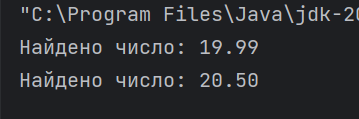 "C:\Program Files\Java\jdk-20
Найдено число: 19.99
Найдено число: 20.50